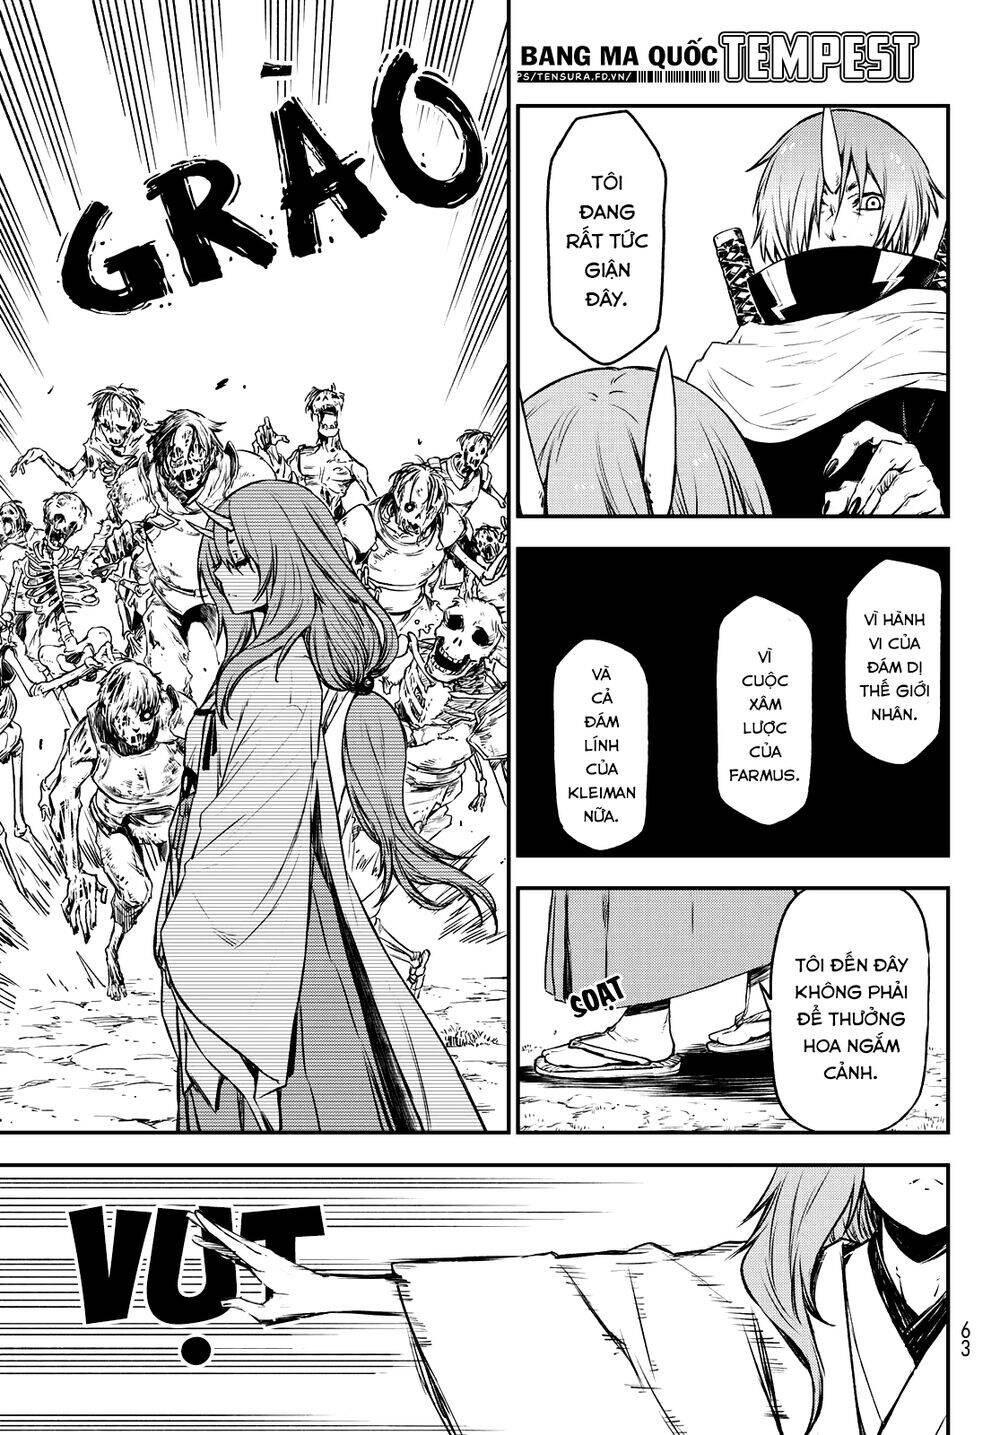 BANG MA QUỐC TEMPEST
PS/TENSURA.FD.VN/
TÔI
ĐANG
RẤT TỨC
GIẬN
ĐÂY.
VÌ HÀNH
VI CỦA
ĐÁM DỊ
THẾ GIỚI
NHÂN.
VÌ
CUỘC
XÂM
LƯỢC
CỦA
FARMUS.
VÀ
CẢ
ĐÁM
LÍNH
CỦA
KLEIMAN
NỮA.
SOẠT
TÔI ĐẾN ĐÂY
KHÔNG PHẢI
ĐỂ THƯỞNG
HOA NGẮM
CẢNH.
GRÀO
VỤT
63